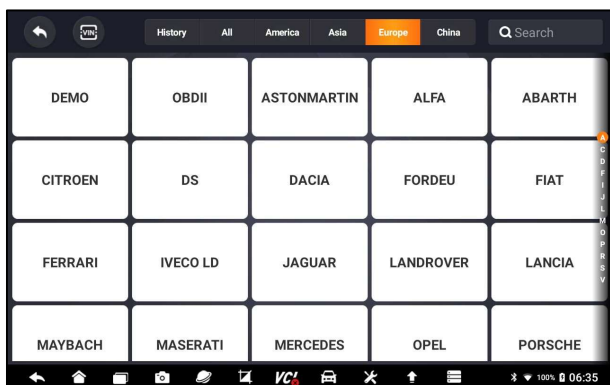 VIN History All America Asia Europe China Search
DEMO OBDII ASTONMARTIN ALFA ABARTH
CITROEN DS DACIA FORDEU FIAT
FERRARI IVECO LD JAGUAR LANDROVER LANCIA
MAYBACH MASERATI MERCEDES OPEL PORSCHE
A
C
D
F
I
J
L
M
O
P
R
S
V
VCI 100% 06:35